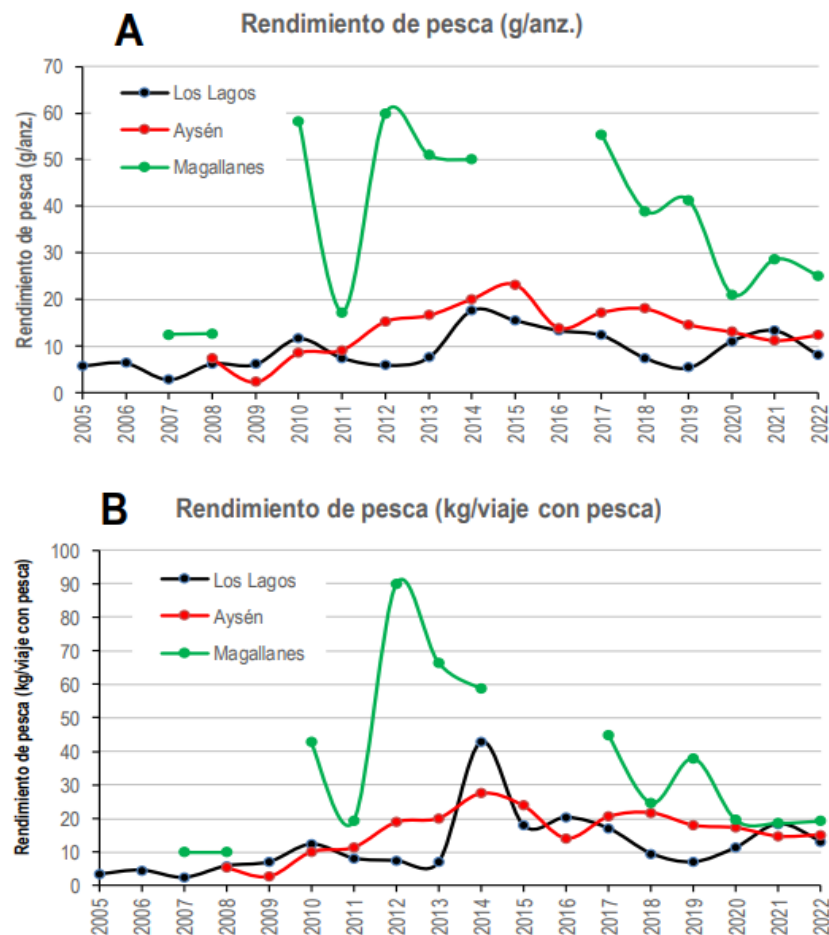 A
Rendimiento de pesca (g/anz.)
Rendimiento de pesca (g/anz.)
70
60
50
40
30
20
10
0
Los Lagos
Aysén
Magallanes
2005 2006 2007 2008 2009 2010 2011 2012 2013 2014 2015 2016 2017 2018 2019 2020 2021 2022
B
Rendimiento de pesca (kg/viaje con pesca)
Rendimiento de pesca (kg/viaje con pesca)
100
90
80
70
60
50
40
30
20
10
0
Los Lagos
Aysén
Magallanes
2005 2006 2007 2008 2009 2010 2011 2012 2013 2014 2015 2016 2017 2018 2019 2020 2021 2022